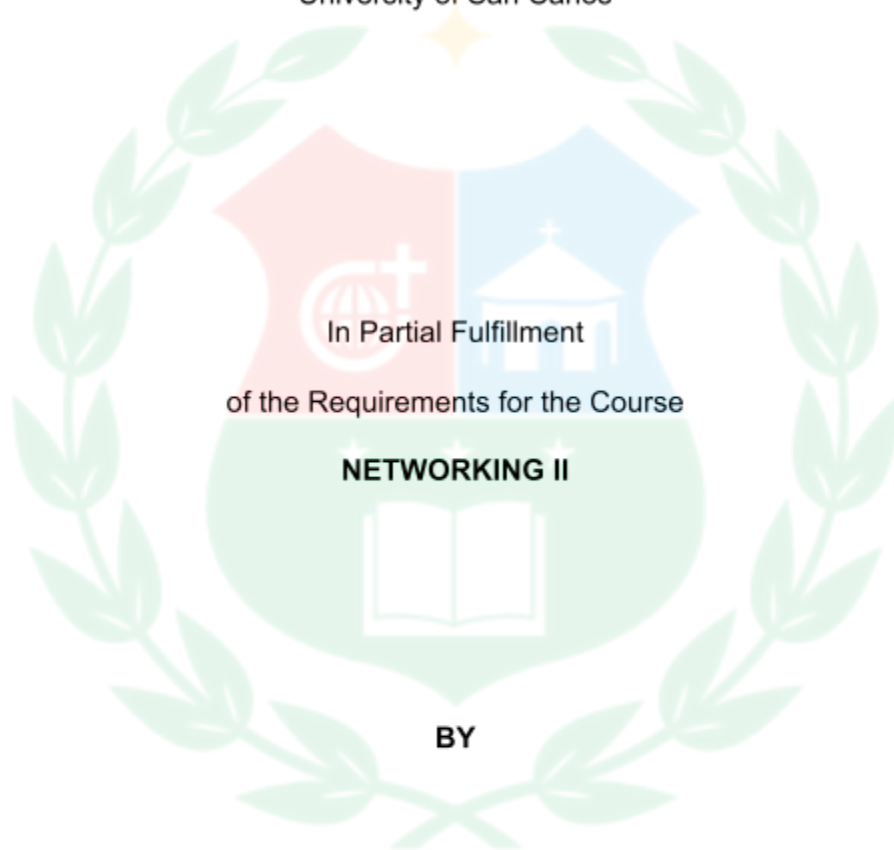 University of San Carlos
In Partial Fulfillment
of the Requirements for the Course
NETWORKING II
BY